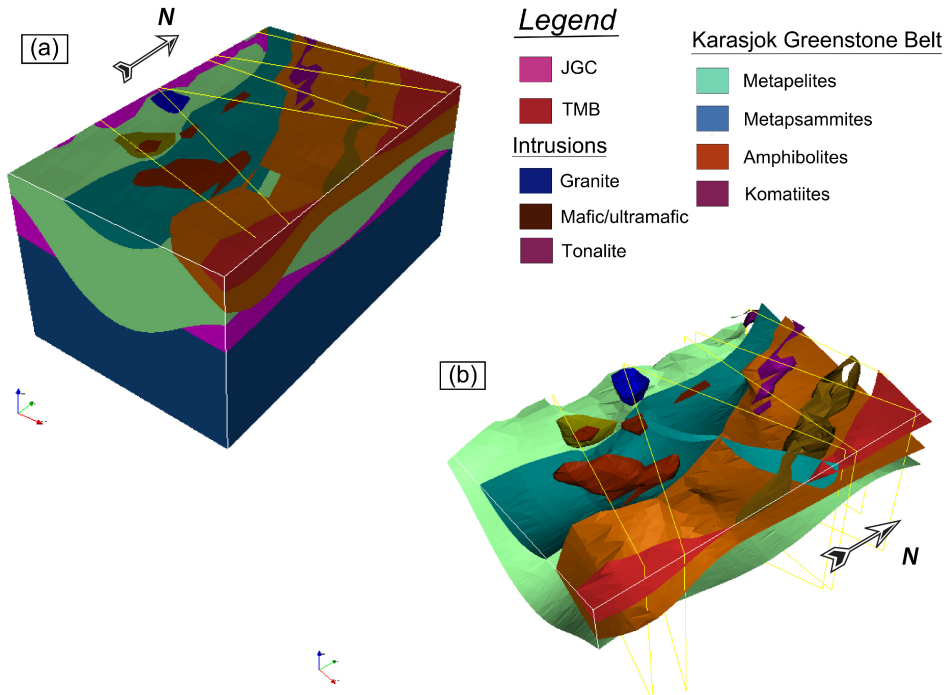 (a)
N
Legend
JGC
TMB
Intrusions
Granite
Mafic/ultramafic
Tonalite
Karasjok Greenstone Belt
Metapelites
Metapsammites
Amphibolites
Komatiites
(b)
N